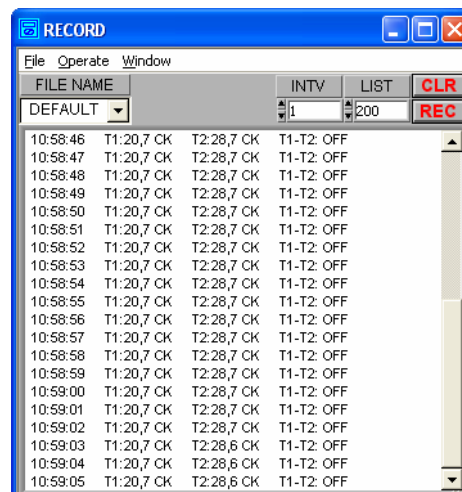 RECORD
File Operate Window
FILE NAME INTV LIST CLR
DEFAULT 1 200 REC
10:58:46 T1:20,7 CK T2:28,7 CK T1-T2: OFF
10:58:47 T1:20,7 CK T2:28,7 CK T1-T2: OFF
10:58:48 T1:20,7 CK T2:28,7 CK T1-T2: OFF
10:58:49 T1:20,7 CK T2:28,7 CK T1-T2: OFF
10:58:50 T1:20,7 CK T2:28,7 CK T1-T2: OFF
10:58:51 T1:20,7 CK T2:28,7 CK T1-T2: OFF
10:58:52 T1:20,7 CK T2:28,7 CK T1-T2: OFF
10:58:53 T1:20,7 CK T2:28,7 CK T1-T2: OFF
10:58:54 T1:20,7 CK T2:28,7 CK T1-T2: OFF
10:58:55 T1:20,7 CK T2:28,7 CK T1-T2: OFF
10:58:56 T1:20,7 CK T2:28,7 CK T1-T2: OFF
10:58:57 T1:20,7 CK T2:28,7 CK T1-T2: OFF
10:58:58 T1:20,7 CK T2:28,7 CK T1-T2: OFF
10:58:59 T1:20,7 CK T2:28,7 CK T1-T2: OFF
10:59:00 T1:20,7 CK T2:28,7 CK T1-T2: OFF
10:59:01 T1:20,7 CK T2:28,7 CK T1-T2: OFF
10:59:02 T1:20,7 CK T2:28,7 CK T1-T2: OFF
10:59:03 T1:20,7 CK T2:28,6 CK T1-T2: OFF
10:59:04 T1:20,7 CK T2:28,6 CK T1-T2: OFF
10:59:05 T1:20,7 CK T2:28,6 CK T1-T2: OFF